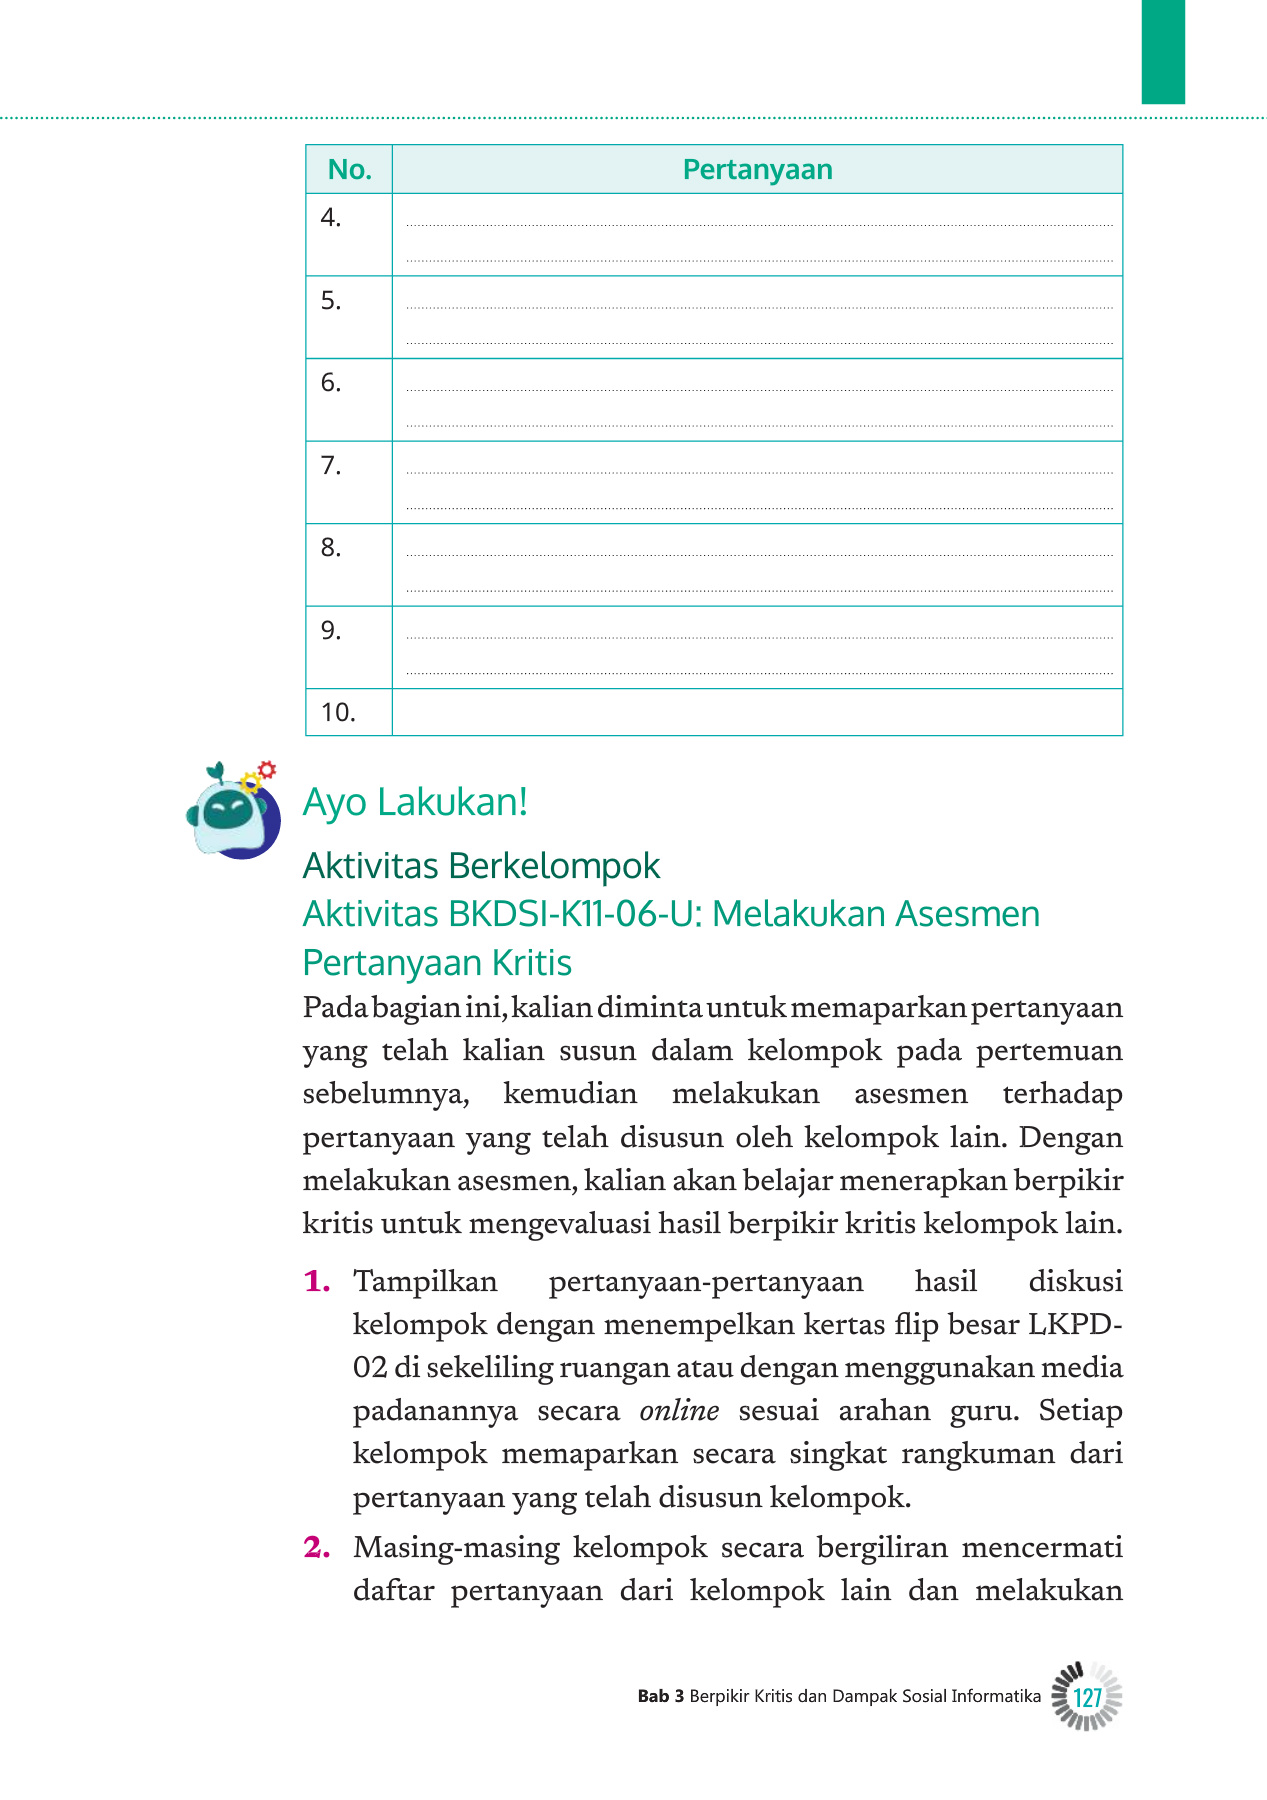 No. Pertanyaan
4.
5.
6.
7.
8.
9.
10.
Ayo Lakukan!
Aktivitas Berkelompok
Aktivitas BKDSI-K11-06-U: Melakukan Asesmen
Pertanyaan Kritis
Pada bagian ini, kalian diminta untuk memaparkan pertanyaan
yang telah kalian susun dalam kelompok pada pertemuan
sebelumnya, kemudian melakukan asesmen terhadap
pertanyaan yang telah disusun oleh kelompok lain. Dengan
melakukan asesmen, kalian akan belajar menerapkan berpikir
kritis untuk mengevaluasi hasil berpikir kritis kelompok lain.
1. Tampilkan pertanyaan-pertanyaan hasil diskusi
kelompok dengan menempelkan kertas flip besar LKPD-
02 di sekeliling ruangan atau dengan menggunakan media
padanannya secara online sesuai arahan guru. Setiap
kelompok memaparkan secara singkat rangkuman dari
pertanyaan yang telah disusun kelompok.
2. Masing-masing kelompok secara bergiliran mencermati
daftar pertanyaan dari kelompok lain dan melakukan
Bab 3 Berpikir Kritis dan Dampak Sosial Informatika 127